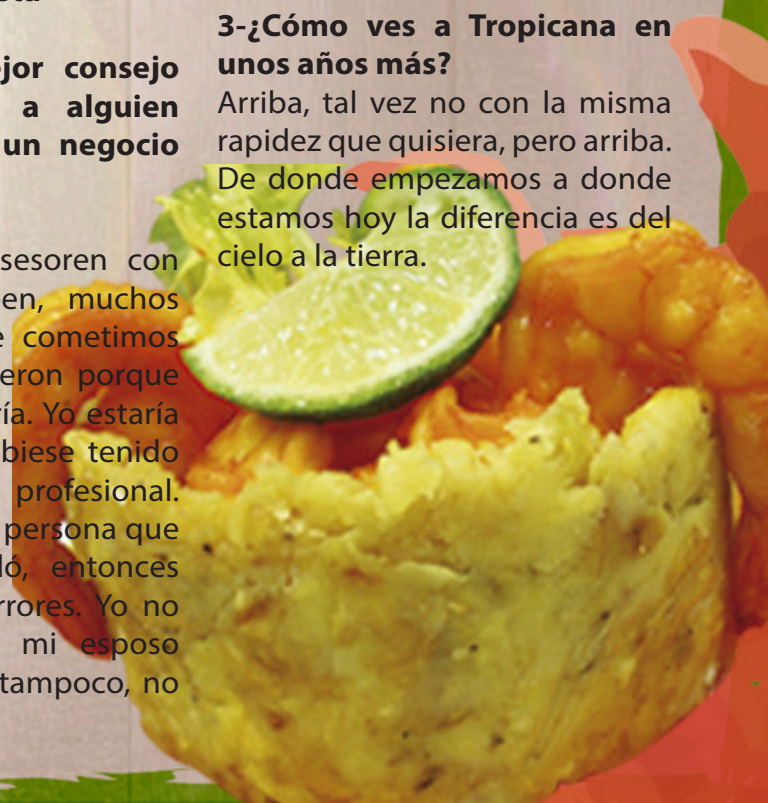 jor consejo
a alguien
un negocio
sesoren con
en, muchos
e cometimos
eron porque
ía. Yo estaría
biese tenido
profesional.
persona que
ó, entonces
rrores. Yo no
mi esposo
tampoco, no
3-¿Cómo ves a Tropicana en
unos años más?
Arriba, tal vez no con la misma
rapidez que quisiera, pero arriba.
De donde empezamos a donde
estamos hoy la diferencia es del
cielo a la tierra.